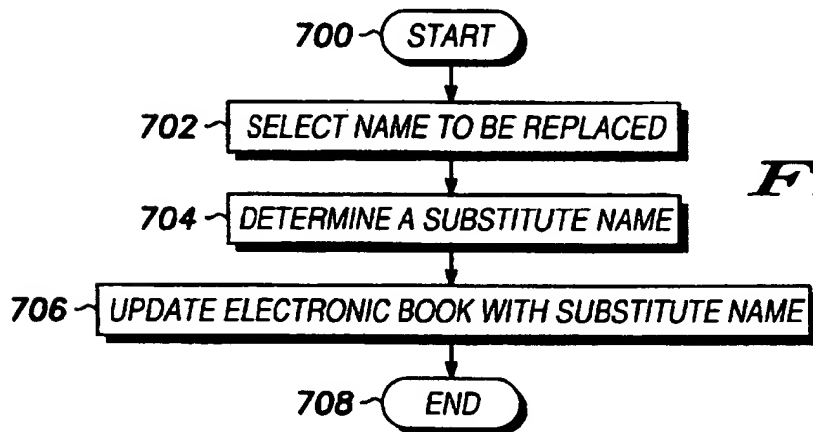 700 START
702 SELECT NAME TO BE REPLACED
704 DETERMINE A SUBSTITUTE NAME
706 UPDATE ELECTRONIC BOOK WITH SUBSTITUTE NAME
708 END